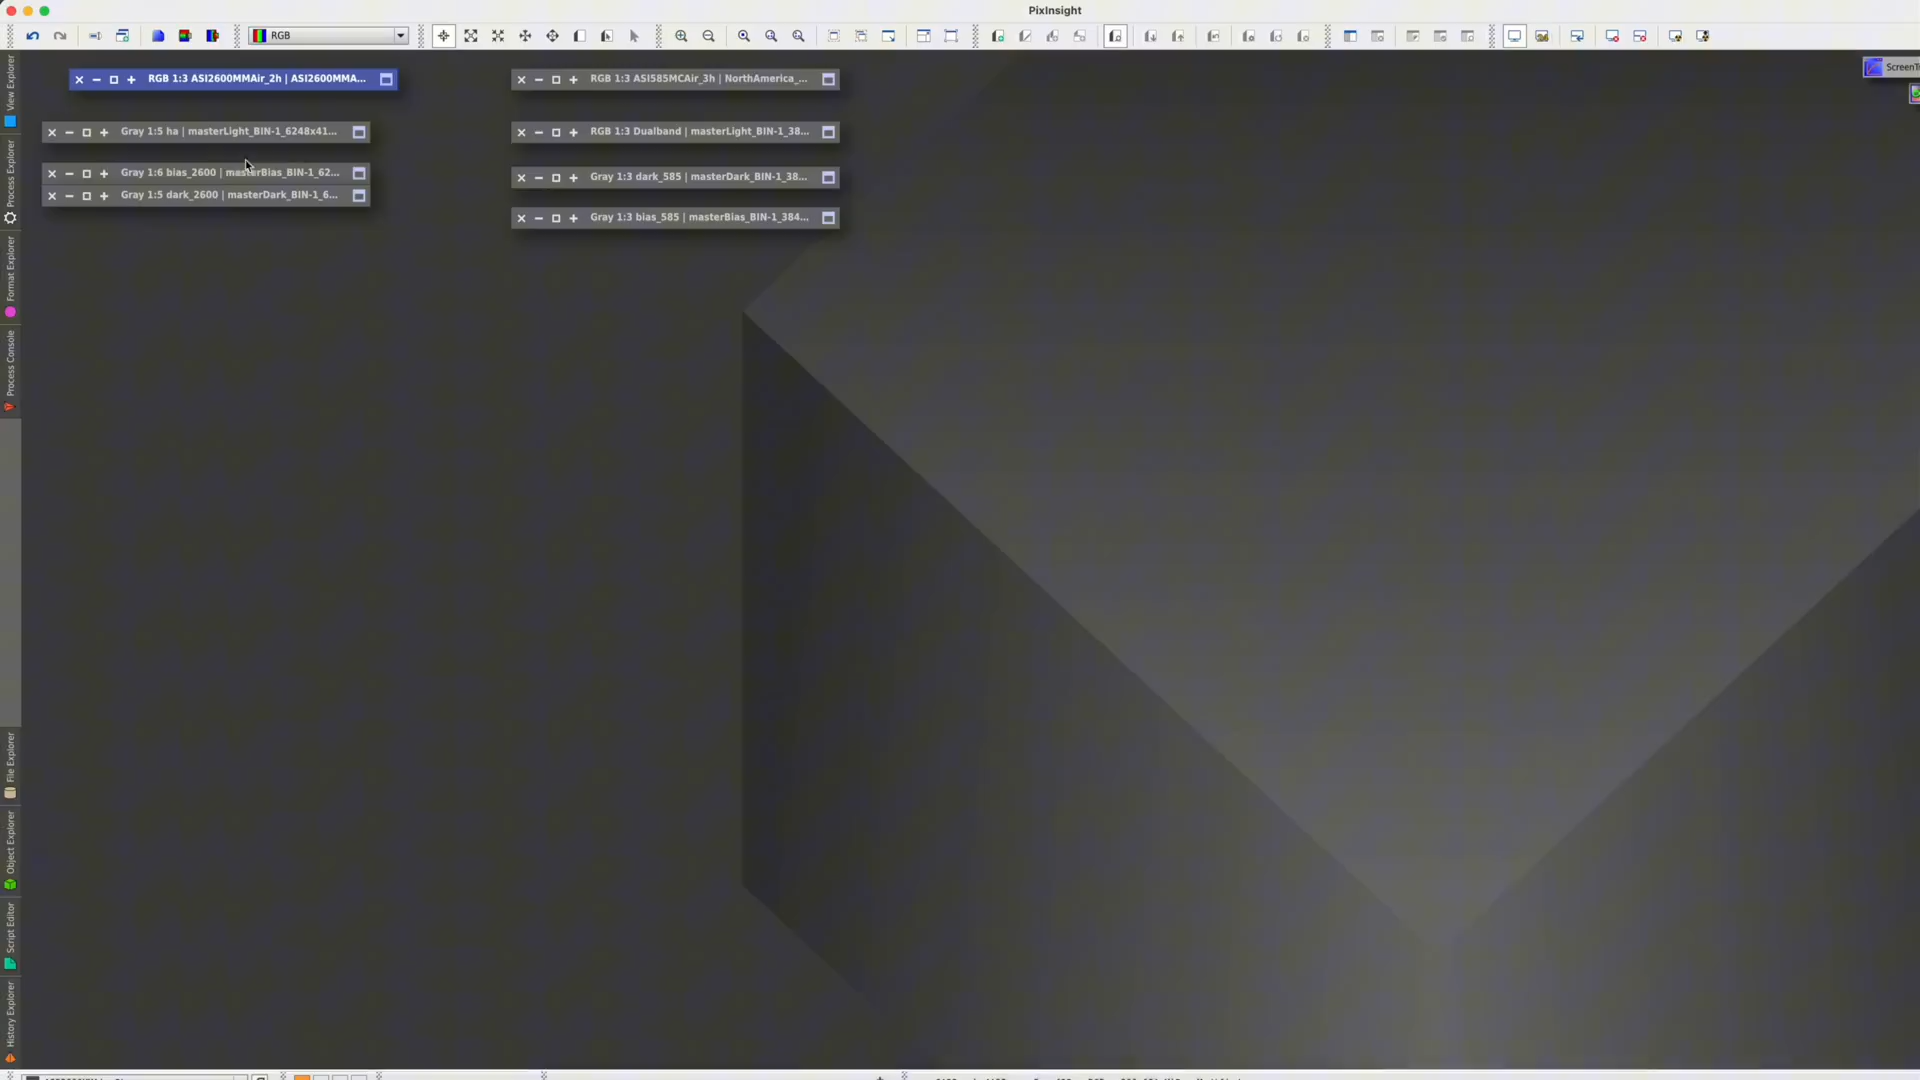 PixInsight
RGB
RGB 1:3 ASI2600MMAir_2h | ASI2600MMA...
RGB 1:3 ASI585MCAir_3h | NorthAmerica_...
ScreenTr
Gray 1:5 ha | masterLight_BIN-1_6248x41...
RGB 1:3 Dualband | masterLight_BIN-1_38...
Gray 1:6 bias_2600 | masterBias_BIN-1_62...
Gray 1:3 dark_585 | masterDark_BIN-1_38...
Gray 1:5 dark_2600 | masterDark_BIN-1_6...
Gray 1:3 bias_585 | masterBias_BIN-1_384...
View Explorer
Process Explorer
Format Explorer
Process Console
File Explorer
Object Explorer
Script Editor
History Explorer